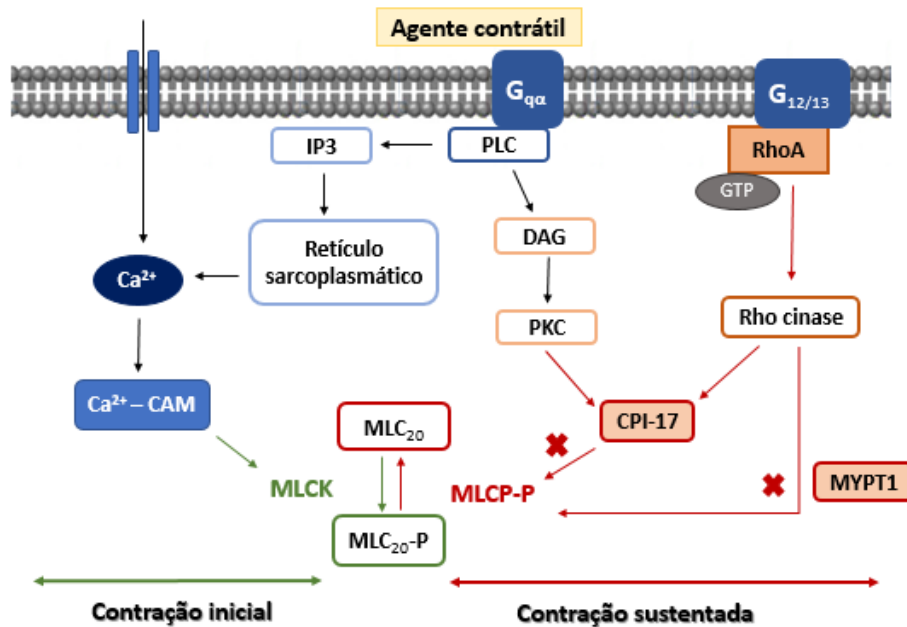 Agente contrátil
G₁₂/₁₃
Gqα
RhoA
GTP
IP3
PLC
DAG
Retículo
sarcoplasmático
Ca²⁺
PKC
Rho cinase
Ca²⁺ – CAM
MLC₂₀
CPI-17
MLCK
MLCP-P
MYPT1
MLC₂₀-P
Contração inicial
Contração sustentada